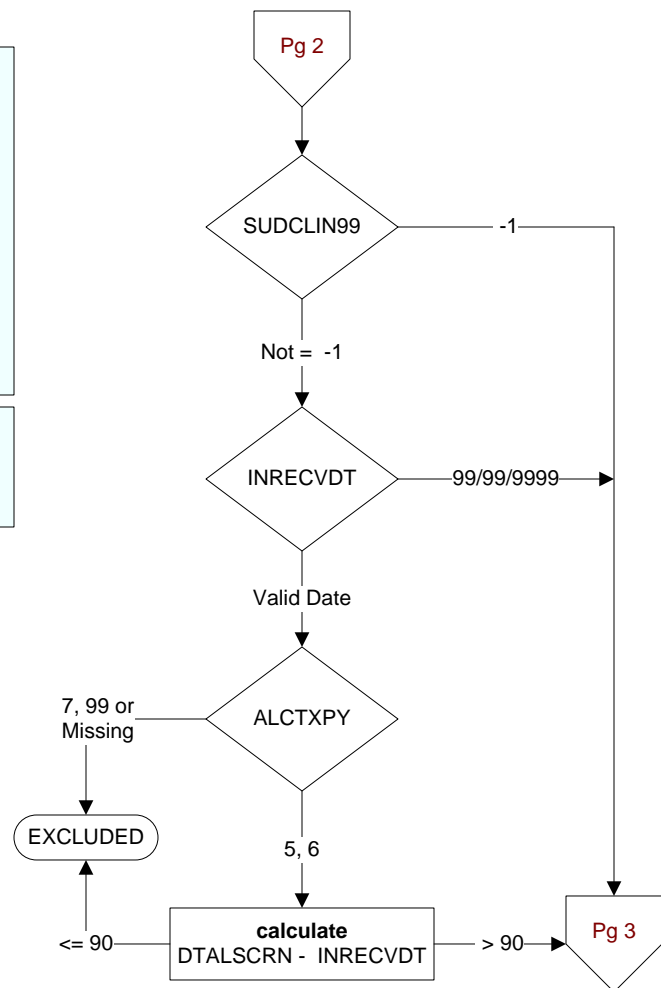 Pg 2
SUDCLIN99
-1
Not = -1
INRECVDT
99/99/9999
Valid Date
ALCTXPY
7, 99 or
Missing
EXCLUDED
5, 6
<= 90
calculate
DTALSCRN - INRECVDT
> 90
Pg 3